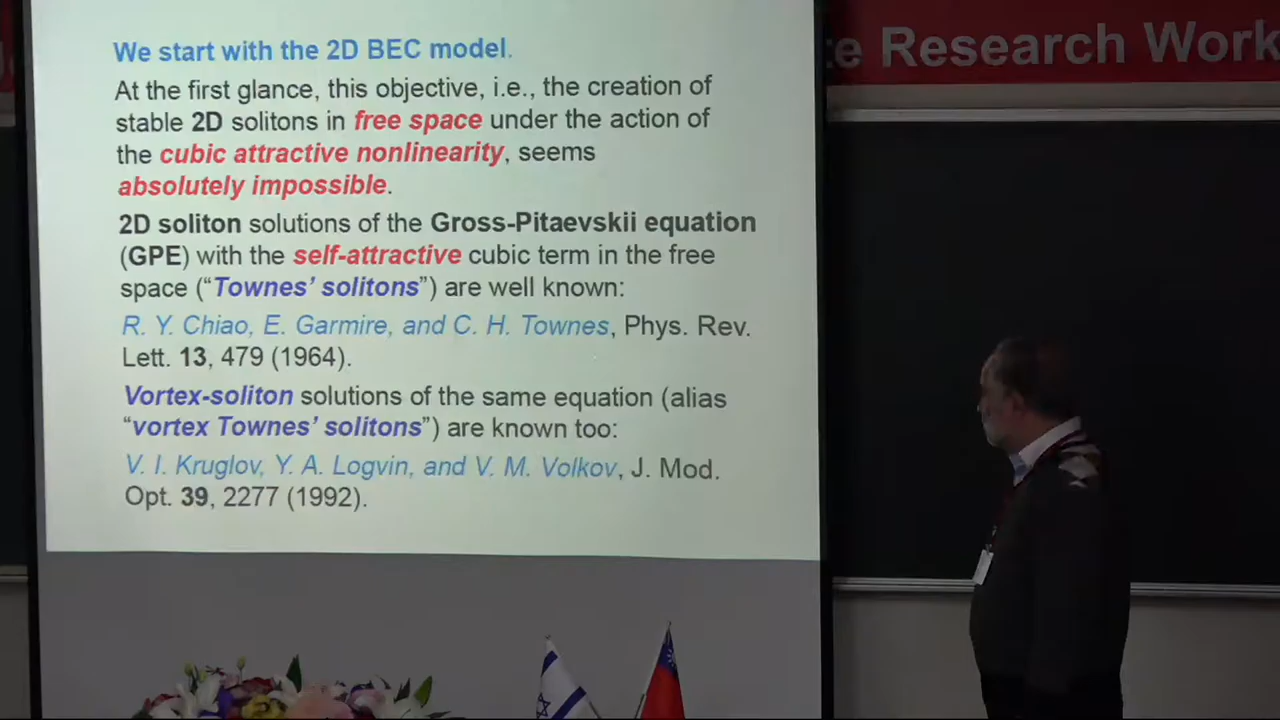 We start with the 2D BEC model.
At the first glance, this objective, i.e., the creation of
stable 2D solitons in free space under the action of
the cubic attractive nonlinearity, seems
absolutely impossible.
2D soliton solutions of the Gross-Pitaevskii equation
(GPE) with the self-attractive cubic term in the free
space (“Townes’ solitons”) are well known:
R. Y. Chiao, E. Garmire, and C. H. Townes, Phys. Rev.
Lett. 13, 479 (1964).
Vortex-soliton solutions of the same equation (alias
“vortex Townes’ solitons”) are known too:
V. I. Kruglov, Y. A. Logvin, and V. M. Volkov, J. Mod.
Opt. 39, 2277 (1992).
te Research Work